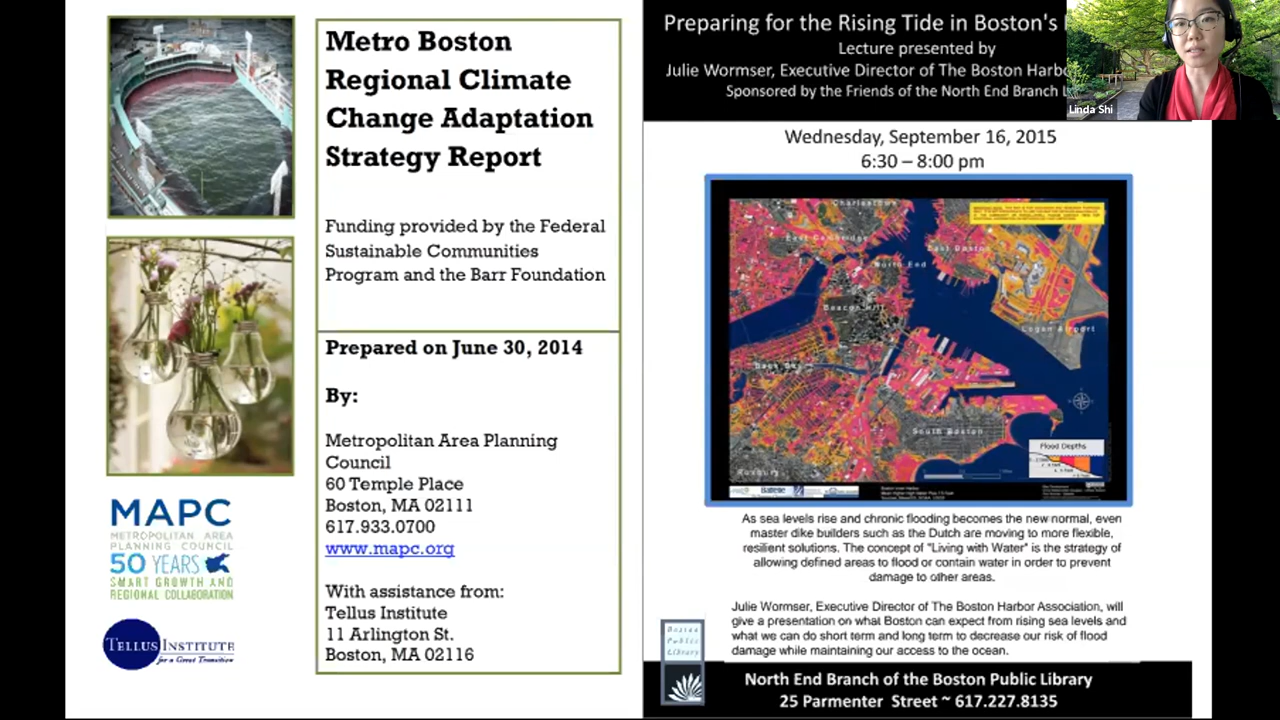 Metro Boston
Regional Climate
Change Adaptation
Strategy Report
Funding provided by the Federal
Sustainable Communities
Program and the Barr Foundation
Prepared on June 30, 2014
By:
Metropolitan Area Planning
Council
60 Temple Place
Boston, MA 02111
617.933.0700
www.mapc.org
With assistance from:
Tellus Institute
11 Arlington St.
Boston, MA 02116
MAPC
METROPOLITAN AREA
PLANNING COUNCIL
50 YEARS
SMART GROWTH AND
REGIONAL COLLABORATION
TELLUS INSTITUTE
for a Great Transition
Preparing for the Rising Tide in Boston's
Lecture presented by
Julie Wormser, Executive Director of The Boston Harbo
Sponsored by the Friends of the North End Branch
Linda Shi
Wednesday, September 16, 2015
6:30 – 8:00 pm
Charlestown
East Cambridge
East Boston
North End
Beacon Hill
Logan Airport
Back Bay
South Boston
Roxbury
Flood Depths
As sea levels rise and chronic flooding becomes the new normal, even
master dike builders such as the Dutch are moving to more flexible,
resilient solutions. The concept of "Living with Water" is the strategy of
allowing defined areas to flood or contain water in order to prevent
damage to other areas.
Julie Wormser, Executive Director of The Boston Harbor Association, will
give a presentation on what Boston can expect from rising sea levels and
what we can do short term and long term to decrease our risk of flood
damage while maintaining our access to the ocean.
Boston
Public
Library
North End Branch of the Boston Public Library
25 Parmenter Street ~ 617.227.8135